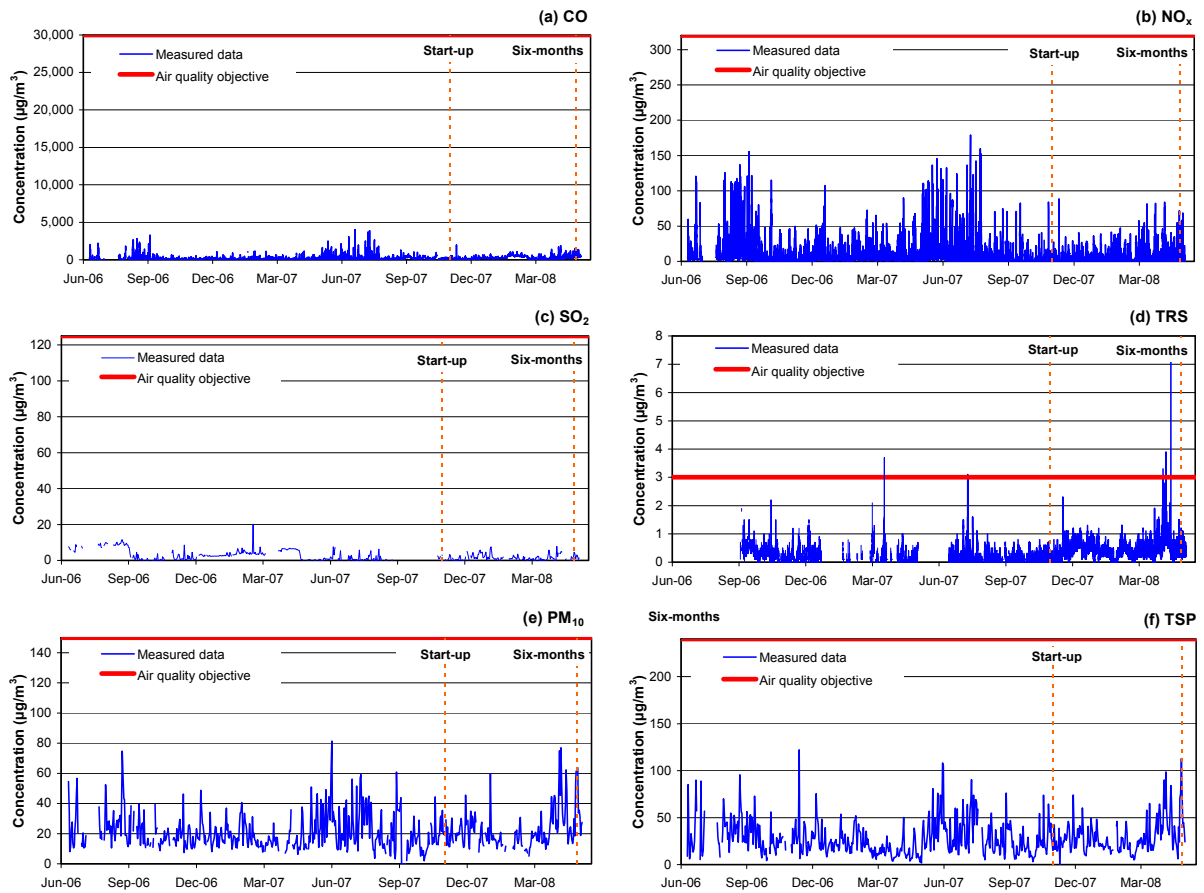 (a) CO
30,000
25,000
20,000
15,000
10,000
5,000
0
Concentration (µg/m³)
Measured data
Air quality objective
Start-up
Six-months
Jun-06 Sep-06 Dec-06 Mar-07 Jun-07 Sep-07 Dec-07 Mar-08
(b) NOₓ
300
250
200
150
100
50
0
Concentration (µg/m³)
Measured data
Air quality objective
Start-up
Six-months
Jun-06 Sep-06 Dec-06 Mar-07 Jun-07 Sep-07 Dec-07 Mar-08
(c) SO₂
120
100
80
60
40
20
0
Concentration (µg/m³)
Measured data
Air quality objective
Start-up
Six-months
Jun-06 Sep-06 Dec-06 Mar-07 Jun-07 Sep-07 Dec-07 Mar-08
(d) TRS
8
7
6
5
4
3
2
1
0
Concentration (µg/m³)
Measured data
Air quality objective
Start-up
Six-months
Jun-06 Sep-06 Dec-06 Mar-07 Jun-07 Sep-07 Dec-07 Mar-08
(e) PM₁₀
140
120
100
80
60
40
20
0
Concentration (µg/m³)
Measured data
Air quality objective
Start-up
Six-months
Jun-06 Sep-06 Dec-06 Mar-07 Jun-07 Sep-07 Dec-07 Mar-08
Six-months
(f) TSP
200
150
100
50
0
Concentration (µg/m³)
Measured data
Air quality objective
Start-up
Jun-06 Sep-06 Dec-06 Mar-07 Jun-07 Sep-07 Dec-07 Mar-08